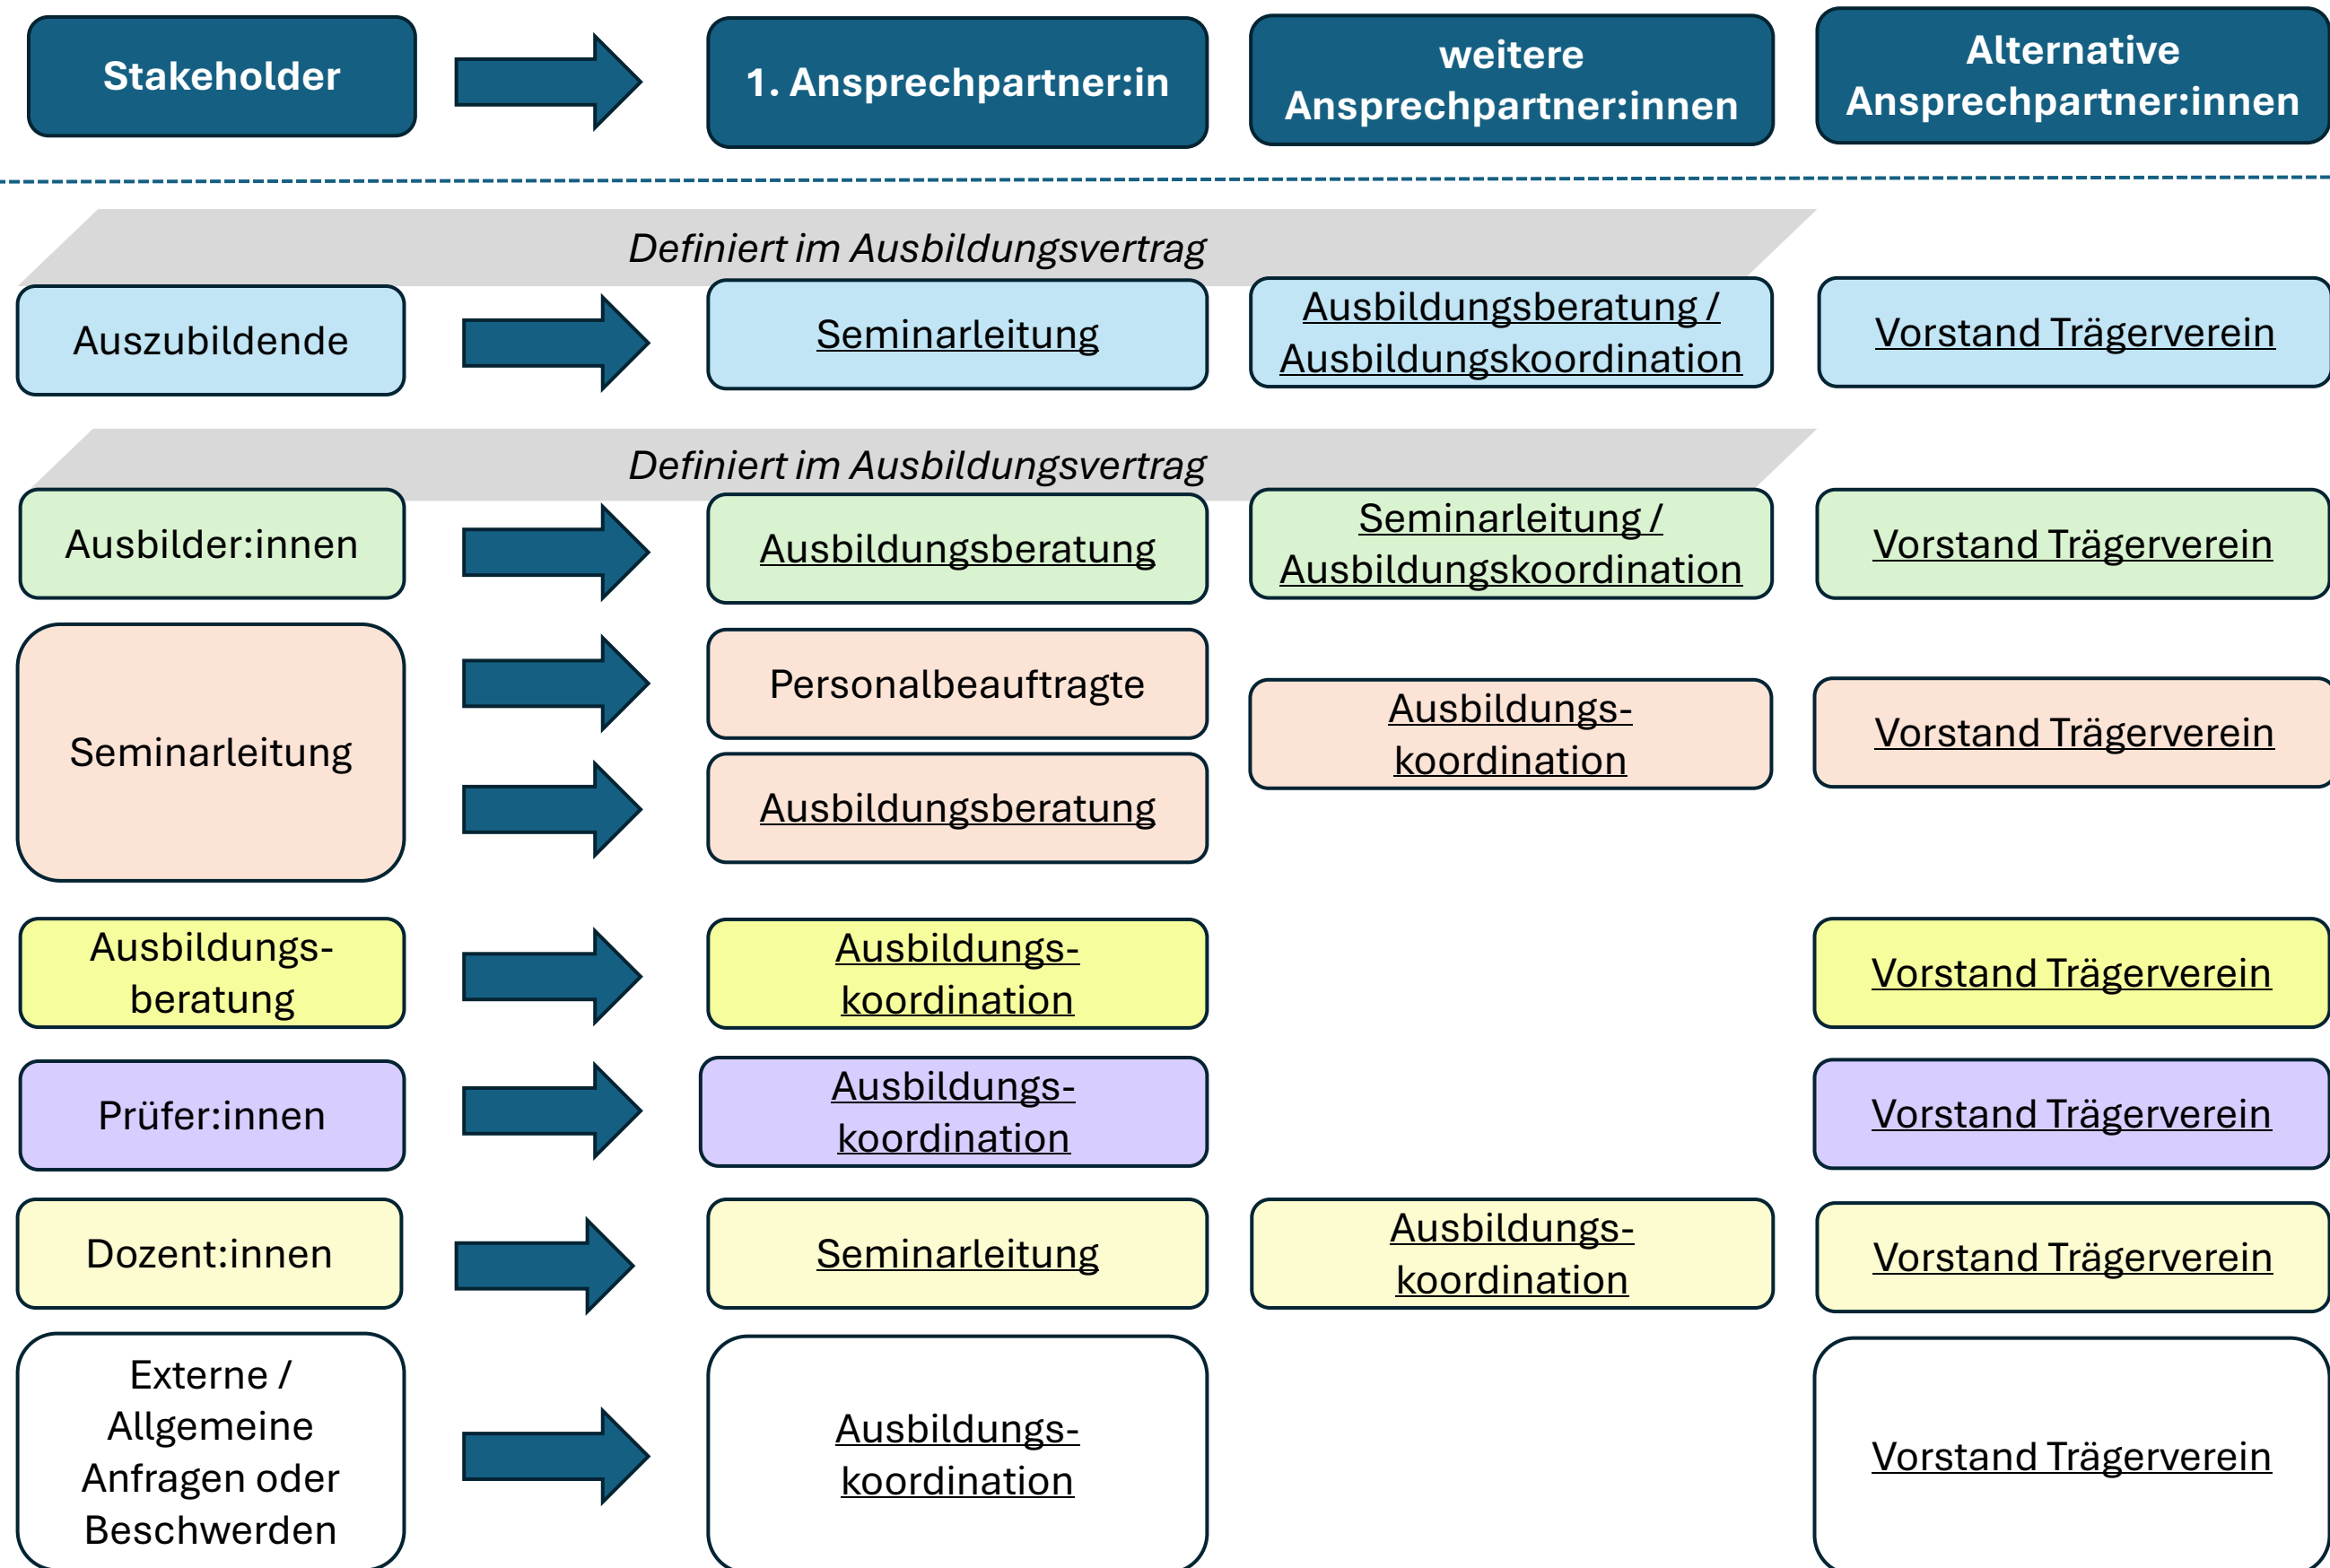 Stakeholder
1. Ansprechpartner:in
weitere
Ansprechpartner:innen
Alternative
Ansprechpartner:innen
Definiert im Ausbildungsvertrag
Auszubildende
Seminarleitung
Ausbildungsberatung /
Ausbildungskoordination
Vorstand Trägerverein
Definiert im Ausbildungsvertrag
Ausbilder:innen
Ausbildungsberatung
Seminarleitung /
Ausbildungskoordination
Vorstand Trägerverein
Seminarleitung
Personalbeauftragte
Ausbildungsberatung
Ausbildungs-
koordination
Vorstand Trägerverein
Ausbildungs-
beratung
Ausbildungs-
koordination
Vorstand Trägerverein
Prüfer:innen
Ausbildungs-
koordination
Vorstand Trägerverein
Dozent:innen
Seminarleitung
Ausbildungs-
koordination
Vorstand Trägerverein
Externe /
Allgemeine
Anfragen oder
Beschwerden
Ausbildungs-
koordination
Vorstand Trägerverein